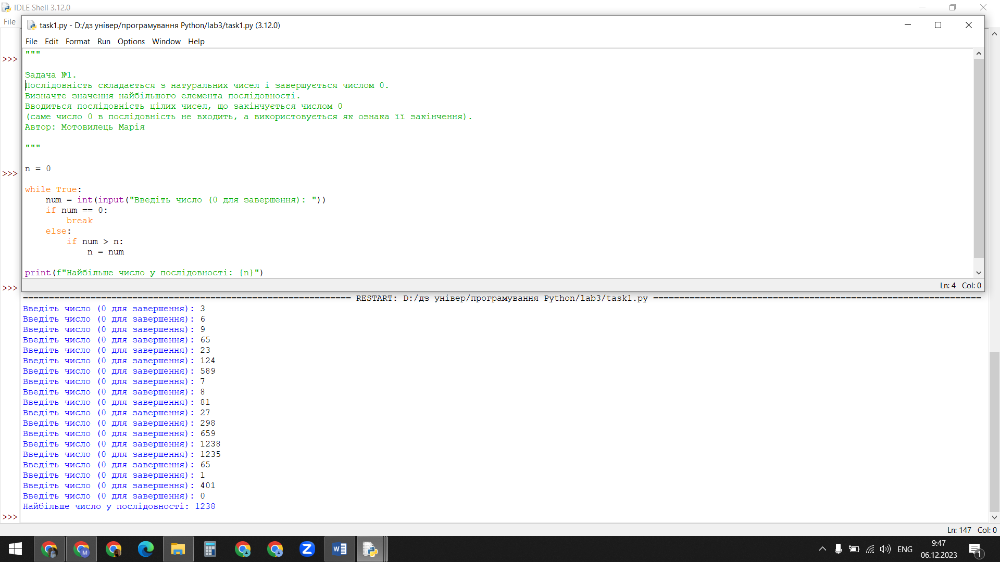 IDLE Shell 3.12.0
File
task1.py - D:/дз універ/програмування Python/lab3/task1.py (3.12.0)
File Edit Format Run Options Window Help
"""
Задача №1.
Послідовність складається з натуральних чисел і завершується числом 0.
Визначте значення найбільшого елемента послідовності.
Вводиться послідовність цілих чисел, що закінчується числом 0
(саме число 0 в послідовність не входить, а використовується як ознака її закінчення).
Автор: Мотовилець Марія
"""
n = 0
while True:
    num = int(input("Введіть число (0 для завершення): "))
    if num == 0:
        break
    else:
        if num > n:
            n = num
print(f"Найбільше число у послідовності: {n}")
Ln: 4 Col: 0
>>>
>>>
>>>
=============================================================== RESTART: D:/дз універ/програмування Python/lab3/task1.py ===============================================================
Введіть число (0 для завершення): 3
Введіть число (0 для завершення): 6
Введіть число (0 для завершення): 9
Введіть число (0 для завершення): 65
Введіть число (0 для завершення): 23
Введіть число (0 для завершення): 124
Введіть число (0 для завершення): 589
Введіть число (0 для завершення): 7
Введіть число (0 для завершення): 8
Введіть число (0 для завершення): 81
Введіть число (0 для завершення): 27
Введіть число (0 для завершення): 298
Введіть число (0 для завершення): 659
Введіть число (0 для завершення): 1238
Введіть число (0 для завершення): 1235
Введіть число (0 для завершення): 65
Введіть число (0 для завершення): 1
Введіть число (0 для завершення): 401
Введіть число (0 для завершення): 0
Найбільше число у послідовності: 1238
>>>
Ln: 147 Col: 0
ENG
9:47
06.12.2023
1